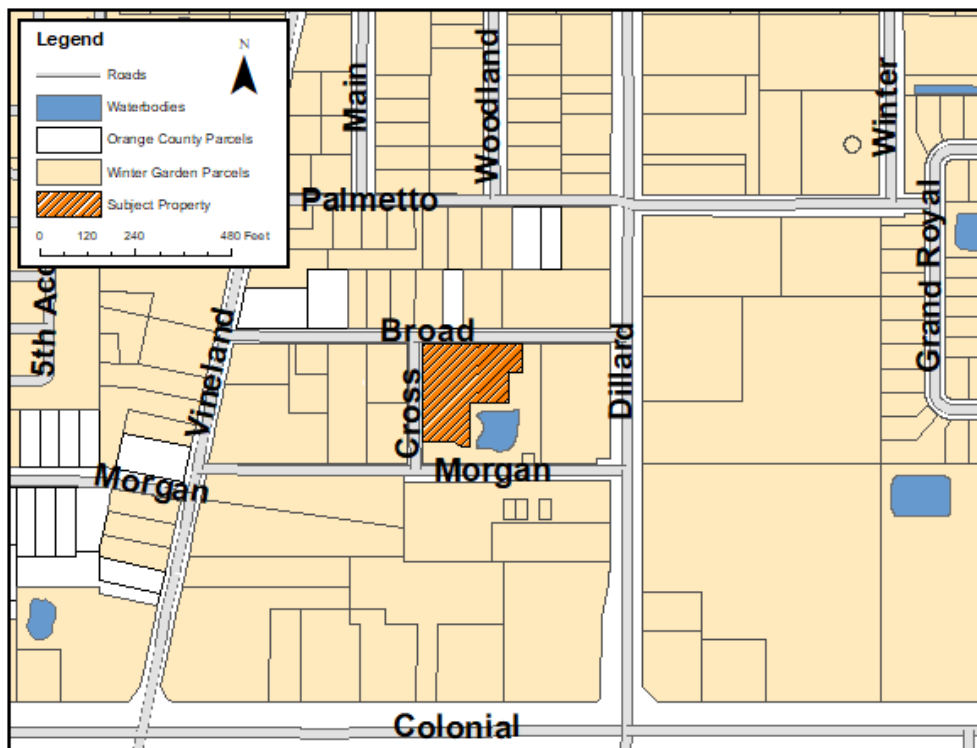 Legend
N
Roads
Waterbodies
Orange County Parcels
Winter Garden Parcels
Subject Property
0 120 240 480 Feet
Main
Woodland
Winter
Palmetto
Grand Royal
5th
Vineland
Broad
Cross
Dillard
Morgan
Morgan
Colonial